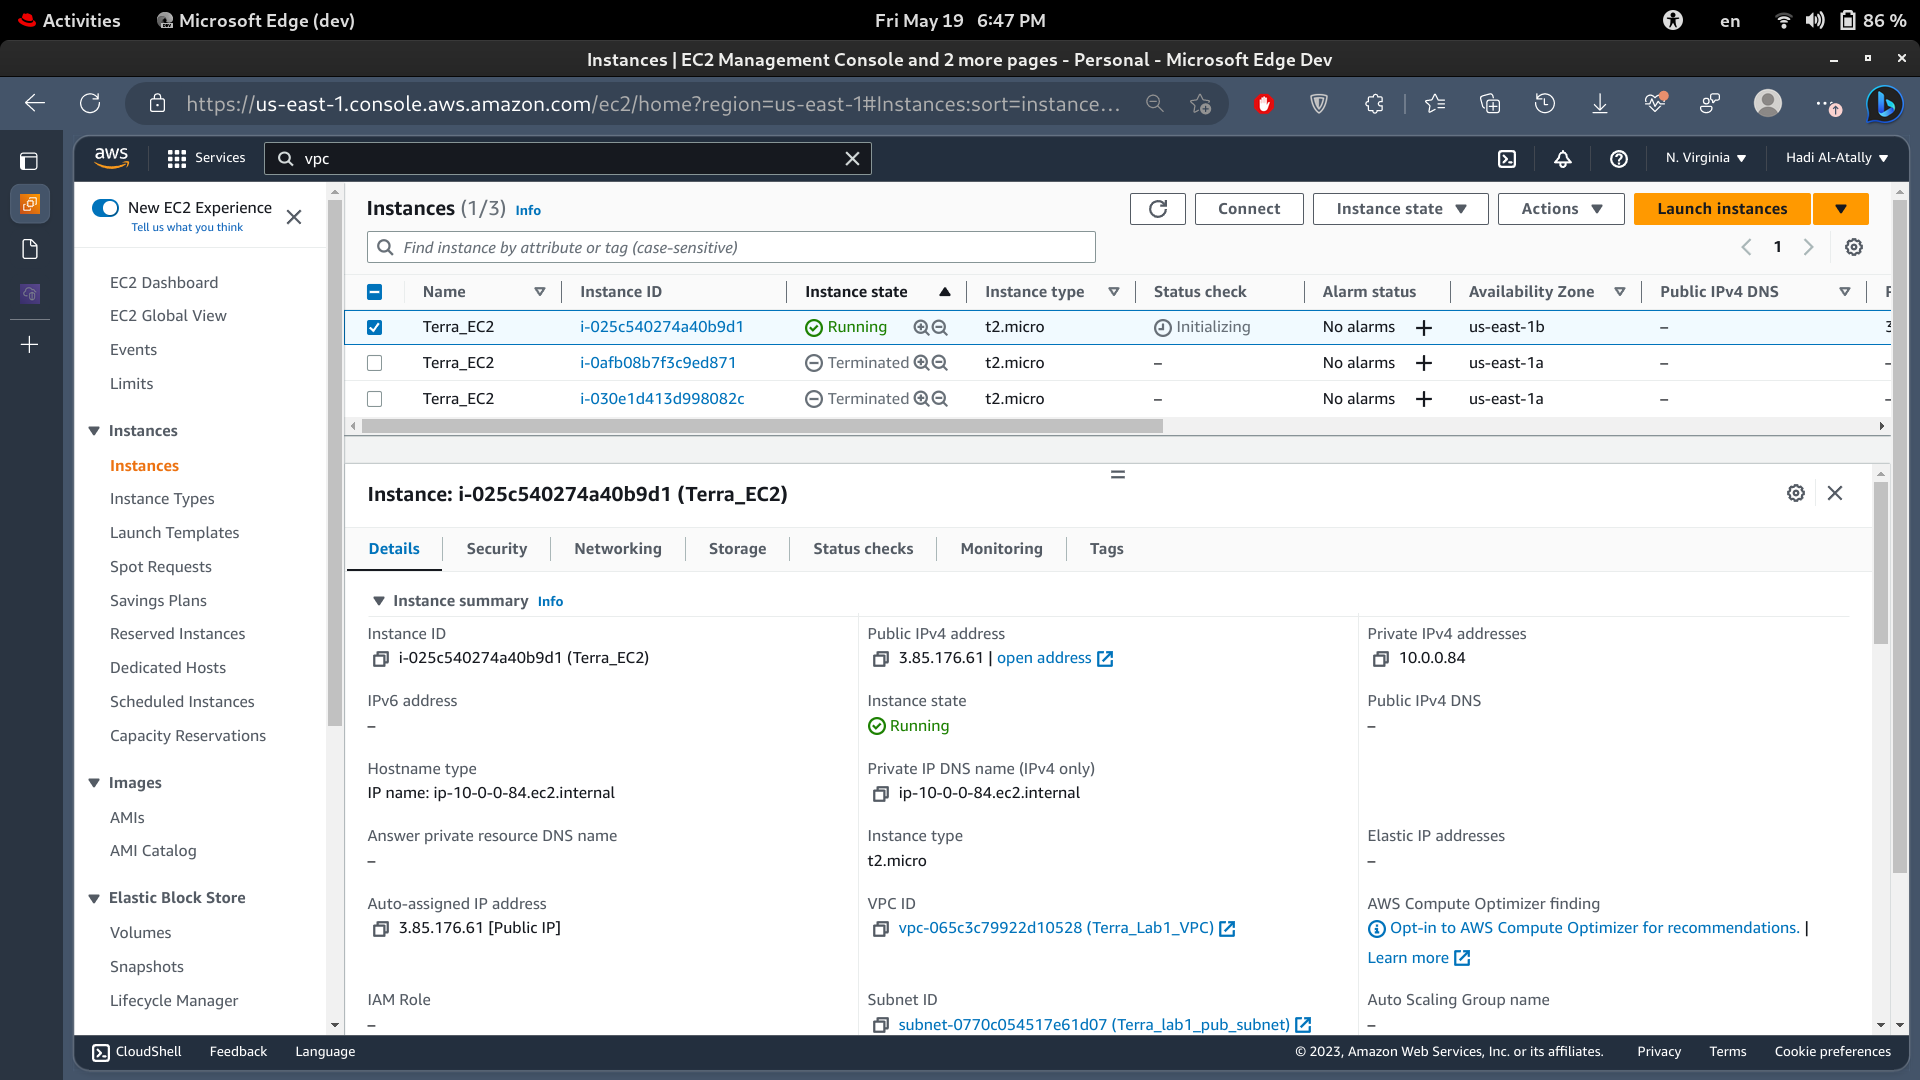 Activities
Microsoft Edge (dev)
Fri May 19 6:47 PM
en
86 %
Instances | EC2 Management Console and 2 more pages - Personal - Microsoft Edge Dev
https://us-east-1.console.aws.amazon.com/ec2/home?region=us-east-1#Instances:sort=instance…
aws
Services
vpc
N. Virginia
Hadi Al-Atally
New EC2 Experience
Tell us what you think
EC2 Dashboard
EC2 Global View
Events
Limits
Instances
Instances
Instance Types
Launch Templates
Spot Requests
Savings Plans
Reserved Instances
Dedicated Hosts
Scheduled Instances
Capacity Reservations
Images
AMIs
AMI Catalog
Elastic Block Store
Volumes
Snapshots
Lifecycle Manager
Instances (1/3) Info
Connect
Instance state
Actions
Launch instances
Find instance by attribute or tag (case-sensitive)
1
Name Instance ID Instance state Instance type Status check Alarm status Availability Zone Public IPv4 DNS
Terra_EC2 i-025c540274a40b9d1 Running t2.micro Initializing No alarms us-east-1b –
Terra_EC2 i-0afb08b7f3c9ed871 Terminated t2.micro – No alarms us-east-1a –
Terra_EC2 i-030e1d413d998082c Terminated t2.micro – No alarms us-east-1a –
Instance: i-025c540274a40b9d1 (Terra_EC2)
Details Security Networking Storage Status checks Monitoring Tags
Instance summary Info
Instance ID
i-025c540274a40b9d1 (Terra_EC2)
Public IPv4 address
3.85.176.61 | open address
Private IPv4 addresses
10.0.0.84
IPv6 address
–
Instance state
Running
Public IPv4 DNS
–
Hostname type
IP name: ip-10-0-0-84.ec2.internal
Private IP DNS name (IPv4 only)
ip-10-0-0-84.ec2.internal
Answer private resource DNS name
–
Instance type
t2.micro
Elastic IP addresses
–
Auto-assigned IP address
3.85.176.61 [Public IP]
VPC ID
vpc-065c3c79922d10528 (Terra_Lab1_VPC)
AWS Compute Optimizer finding
Opt-in to AWS Compute Optimizer for recommendations. |
Learn more
IAM Role
–
Subnet ID
subnet-0770c054517e61d07 (Terra_lab1_pub_subnet)
Auto Scaling Group name
–
CloudShell
Feedback
Language
© 2023, Amazon Web Services, Inc. or its affiliates.
Privacy
Terms
Cookie preferences